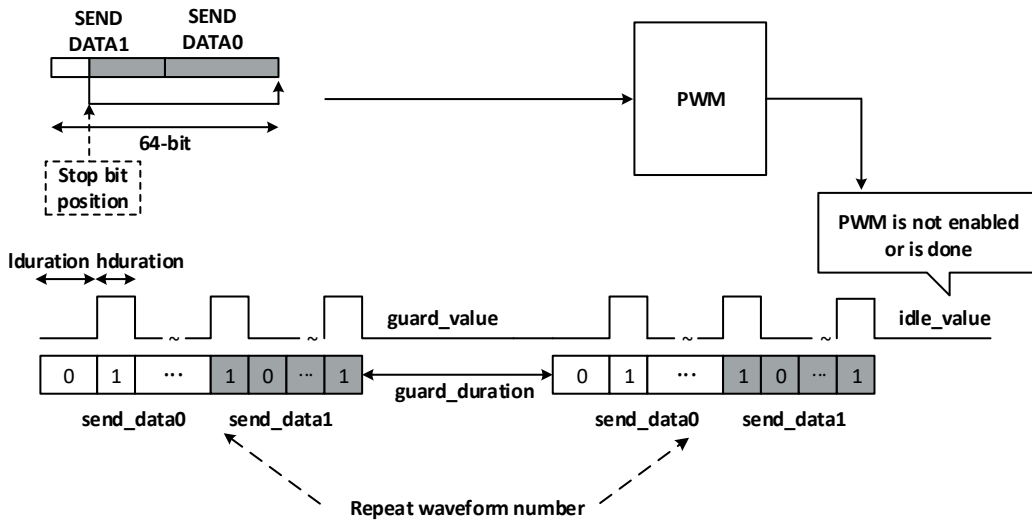 SEND
DATA1
SEND
DATA0
64-bit
Stop bit
position
PWM
PWM is not enabled
or is done
lduration hduration
~ ~ guard_value ~ ~ idle_value
0 1 ... 1 0 ... 1 guard_duration 0 1 ... 1 0 ... 1
send_data0 send_data1 send_data0 send_data1
Repeat waveform number